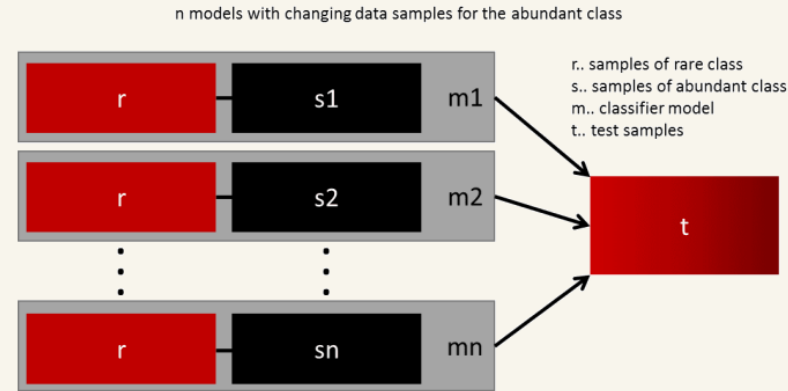 n models with changing data samples for the abundant class
r.. samples of rare class
s.. samples of abundant class
m.. classifier model
t.. test samples
r s1 m1
r s2 m2
t
r sn mn